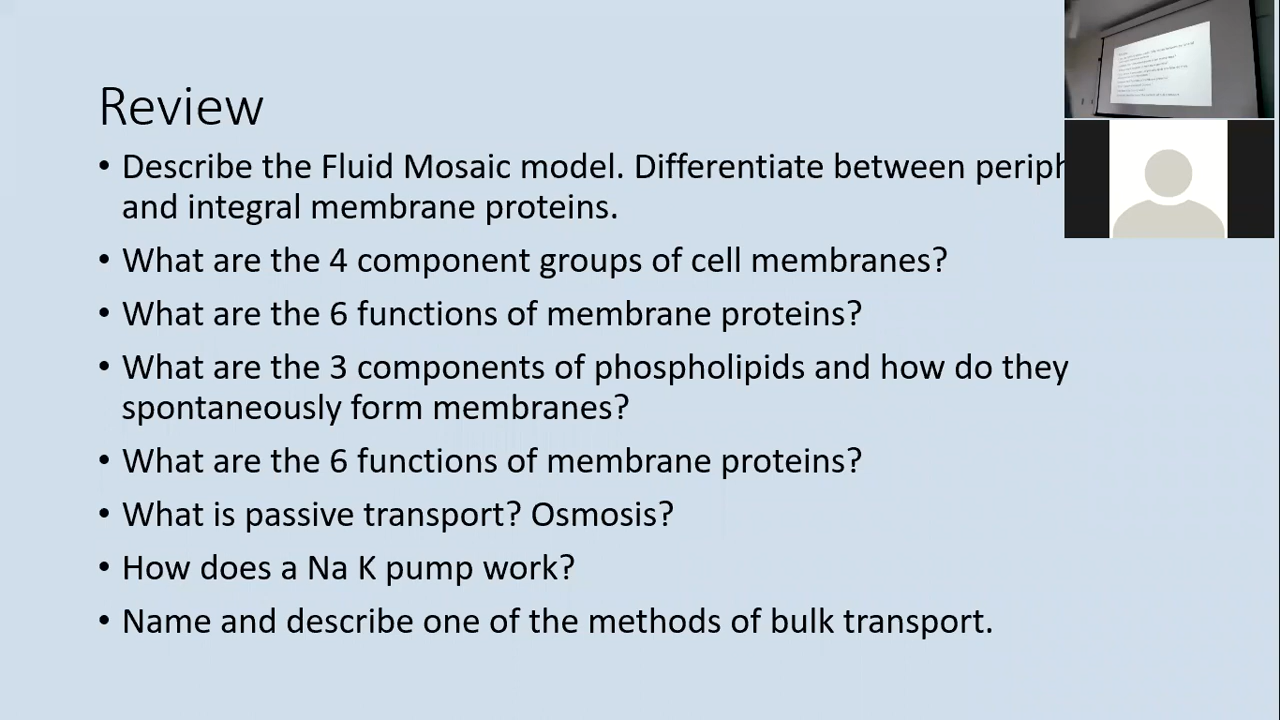 Review
• Describe the Fluid Mosaic model. Differentiate between
and integral membrane proteins.
• What are the 4 component groups of cell membranes?
• What are the 6 functions of membrane proteins?
• What are the 3 components of phospholipids and how do they
spontaneously form membranes?
• What are the 6 functions of membrane proteins?
• What is passive transport? Osmosis?
• How does a Na K pump work?
• Name and describe one of the methods of bulk transport.